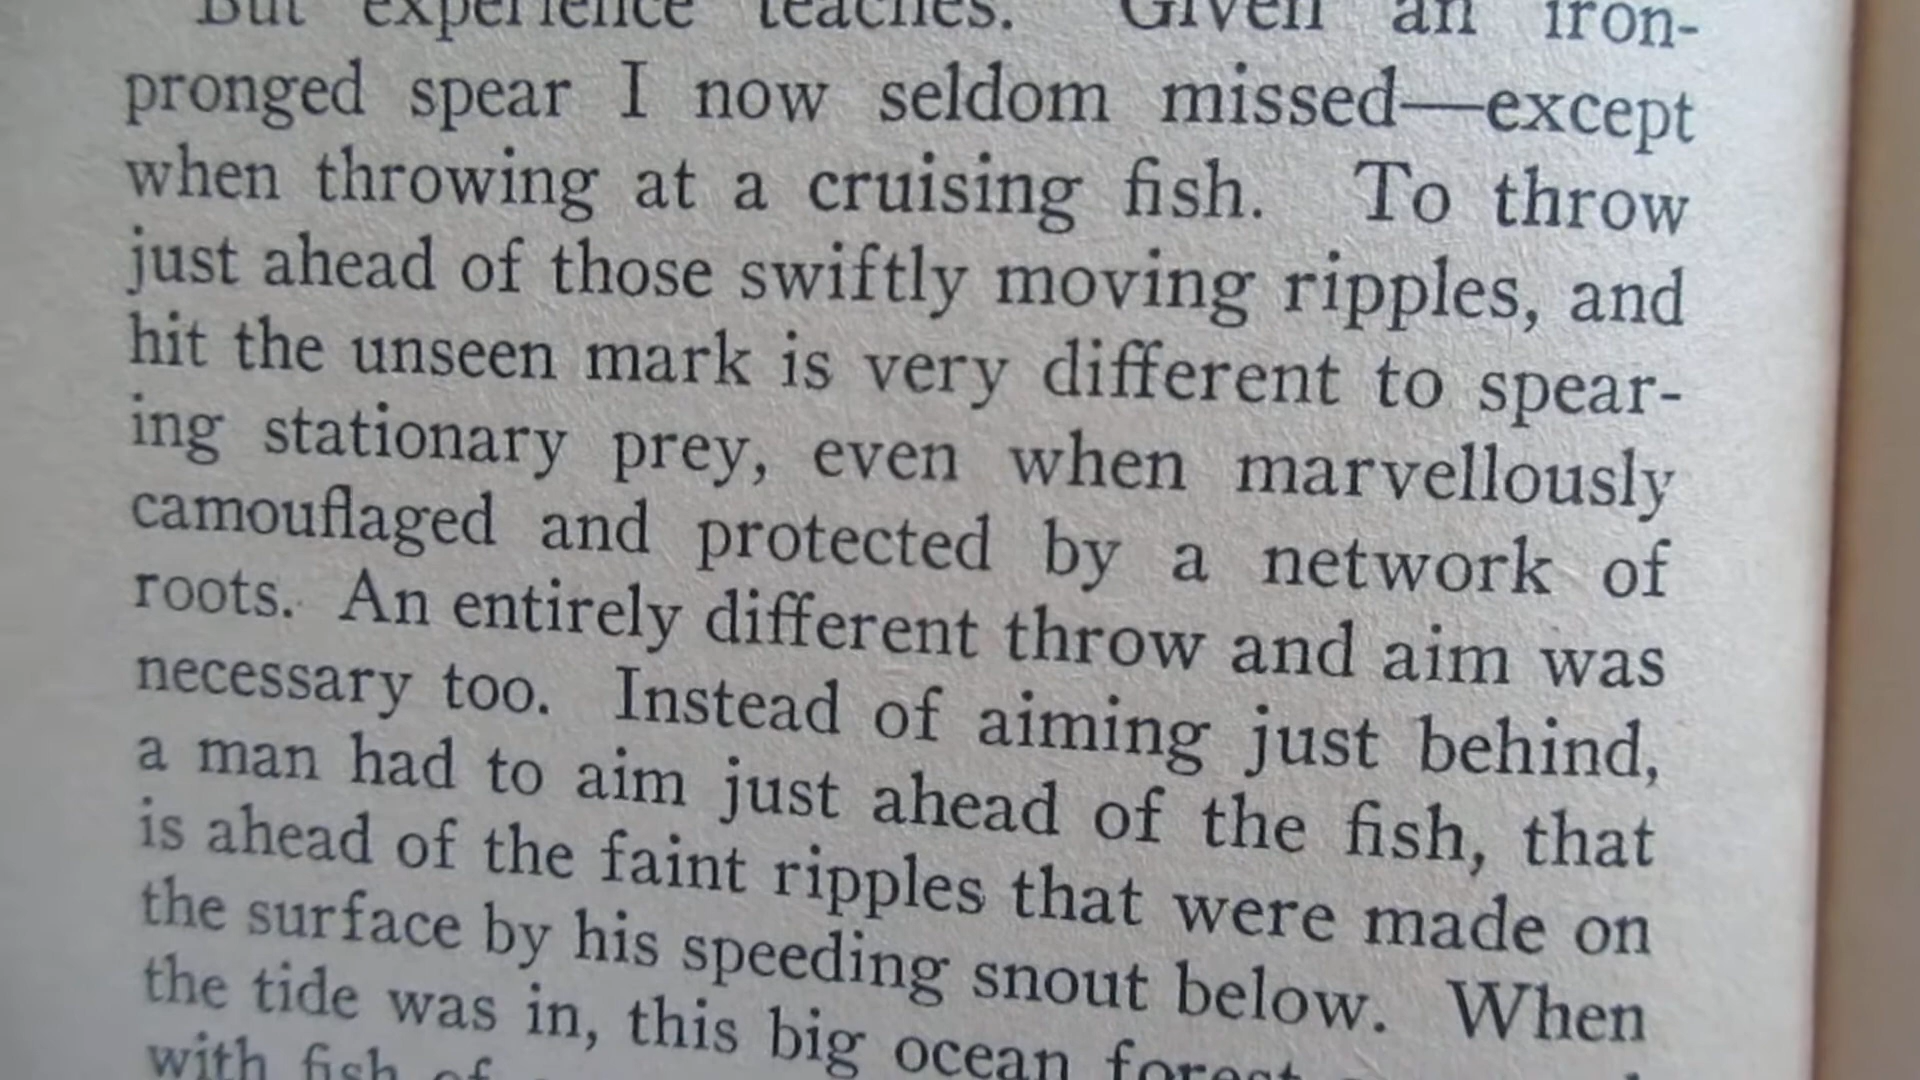 But experience teaches. Given an iron-
pronged spear I now seldom missed—except
when throwing at a cruising fish. To throw
just ahead of those swiftly moving ripples, and
hit the unseen mark is very different to spear-
ing stationary prey, even when marvellously
camouflaged and protected by a network of
roots. An entirely different throw and aim was
necessary too. Instead of aiming just behind,
a man had to aim just ahead of the fish, that
is ahead of the faint ripples that were made on
the surface by his speeding snout below. When
the tide was in, this big ocean forest
with fish of